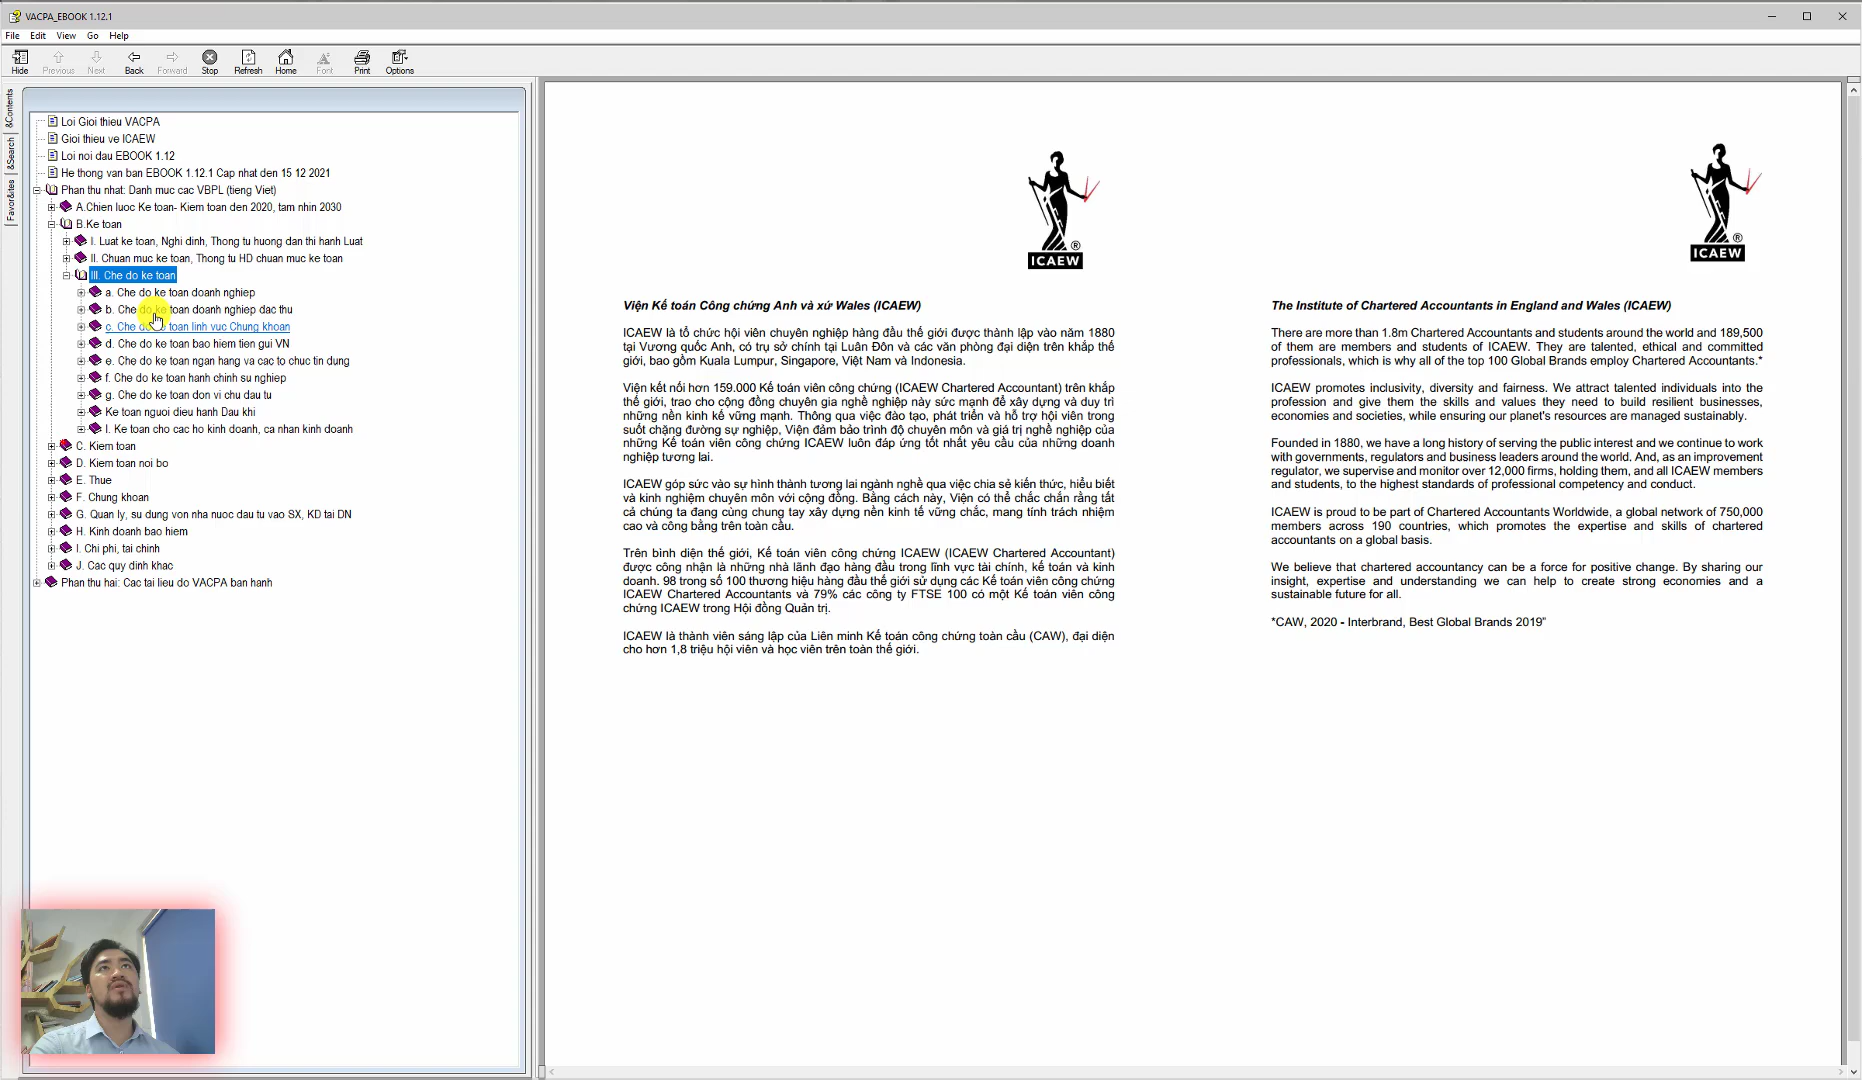 VACPA_EBOOK 1.12.1
File Edit View Go Help
Hide Previous Next Back Forward Stop Refresh Home Font Print Options
&Contents
&Search
Favor&ites
Loi Gioi thieu VACPA
Gioi thieu ve ICAEW
Loi noi dau EBOOK 1.12
He thong van ban EBOOK 1.12.1 Cap nhat den 15 12 2021
Phan thu nhat: Danh muc cac VBPL (tieng Viet)
A.Chien luoc Ke toan- Kiem toan den 2020, tam nhin 2030
B.Ke toan
I. Luat ke toan, Nghi dinh, Thong tu huong dan thi hanh Luat
II. Chuan muc ke toan, Thong tu HD chuan muc ke toan
III. Che do ke toan
a. Che do ke toan doanh nghiep
b. Che do ke toan doanh nghiep dac thu
c. Che do ke toan linh vuc Chung khoan
d. Che do ke toan bao hiem tien gui VN
e. Che do ke toan ngan hang va cac to chuc tin dung
f. Che do ke toan hanh chinh su nghiep
g. Che do ke toan don vi chu dau tu
Ke toan nguoi dieu hanh Dau khi
I. Ke toan cho cac ho kinh doanh, ca nhan kinh doanh
C. Kiem toan
D. Kiem toan noi bo
E. Thue
F. Chung khoan
G. Quan ly, su dung von nha nuoc dau tu vao SX, KD tai DN
H. Kinh doanh bao hiem
I. Chi phi, tai chinh
J. Cac quy dinh khac
Phan thu hai: Cac tai lieu do VACPA ban hanh
®
ICAEW
Viện Kế toán Công chứng Anh và xứ Wales (ICAEW)
ICAEW là tổ chức hội viên chuyên nghiệp hàng đầu thế giới được thành lập vào năm 1880
tại Vương quốc Anh, có trụ sở chính tại Luân Đôn và các văn phòng đại diện trên khắp thế
giới, bao gồm Kuala Lumpur, Singapore, Việt Nam và Indonesia.
Viện kết nối hơn 159.000 Kế toán viên công chứng (ICAEW Chartered Accountant) trên khắp
thế giới, trao cho cộng đồng chuyên gia nghề nghiệp này sức mạnh để xây dựng và duy trì
những nền kinh kế vững mạnh. Thông qua việc đào tạo, phát triển và hỗ trợ hội viên trong
suốt chặng đường sự nghiệp, Viện đảm bảo trình độ chuyên môn và giá trị nghề nghiệp của
những Kế toán viên công chứng ICAEW luôn đáp ứng tốt nhất yêu cầu của những doanh
nghiệp tương lai.
ICAEW góp sức vào sự hình thành tương lai ngành nghề qua việc chia sẻ kiến thức, hiểu biết
và kinh nghiệm chuyên môn với cộng đồng. Bằng cách này, Viện có thể chắc chắn rằng tất
cả chúng ta đang cùng chung tay xây dựng nền kinh tế vững chắc, mang tính trách nhiệm
cao và công bằng trên toàn cầu.
Trên bình diện thế giới, Kế toán viên công chứng ICAEW (ICAEW Chartered Accountant)
được công nhận là những nhà lãnh đạo hàng đầu trong lĩnh vực tài chính, kế toán và kinh
doanh. 98 trong số 100 thương hiệu hàng đầu thế giới sử dụng các Kế toán viên công chứng
ICAEW Chartered Accountants và 79% các công ty FTSE 100 có một Kế toán viên công
chứng ICAEW trong Hội đồng Quản trị.
ICAEW là thành viên sáng lập của Liên minh Kế toán công chứng toàn cầu (CAW), đại diện
cho hơn 1,8 triệu hội viên và học viên trên toàn thế giới.
®
ICAEW
The Institute of Chartered Accountants in England and Wales (ICAEW)
There are more than 1.8m Chartered Accountants and students around the world and 189,500
of them are members and students of ICAEW. They are talented, ethical and committed
professionals, which is why all of the top 100 Global Brands employ Chartered Accountants.*
ICAEW promotes inclusivity, diversity and fairness. We attract talented individuals into the
profession and give them the skills and values they need to build resilient businesses,
economies and societies, while ensuring our planet's resources are managed sustainably.
Founded in 1880, we have a long history of serving the public interest and we continue to work
with governments, regulators and business leaders around the world. And, as an improvement
regulator, we supervise and monitor over 12,000 firms, holding them, and all ICAEW members
and students, to the highest standards of professional competency and conduct.
ICAEW is proud to be part of Chartered Accountants Worldwide, a global network of 750,000
members across 190 countries, which promotes the expertise and skills of chartered
accountants on a global basis.
We believe that chartered accountancy can be a force for positive change. By sharing our
insight, expertise and understanding we can help to create strong economies and a
sustainable future for all.
*CAW, 2020 - Interbrand, Best Global Brands 2019”